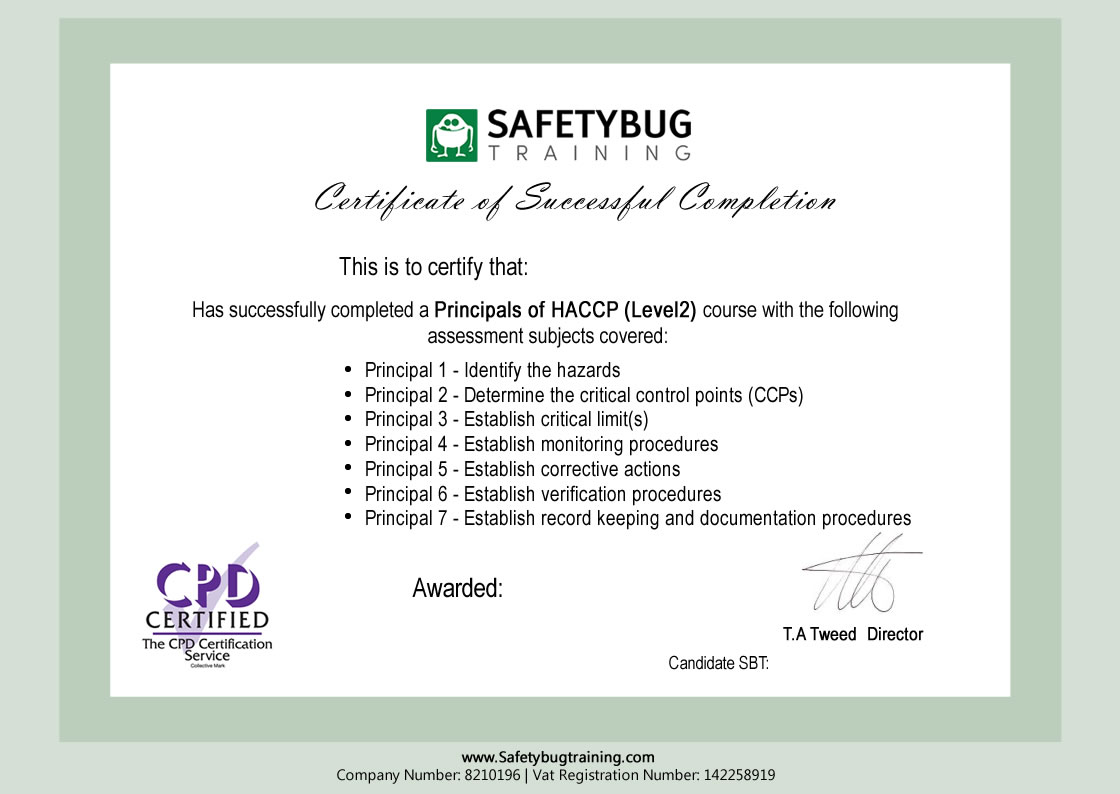 SAFETYBUG
TRAINING
Certificate of Successful Completion
This is to certify that:
Has successfully completed a Principals of HACCP (Level2) course with the following
assessment subjects covered:
• Principal 1 - Identify the hazards
• Principal 2 - Determine the critical control points (CCPs)
• Principal 3 - Establish critical limit(s)
• Principal 4 - Establish monitoring procedures
• Principal 5 - Establish corrective actions
• Principal 6 - Establish verification procedures
• Principal 7 - Establish record keeping and documentation procedures
CPD
CERTIFIED
The CPD Certification
Service
Collective Mark
Awarded:
T.A Tweed Director
Candidate SBT:
www.Safetybugtraining.com
Company Number: 8210196 | Vat Registration Number: 142258919